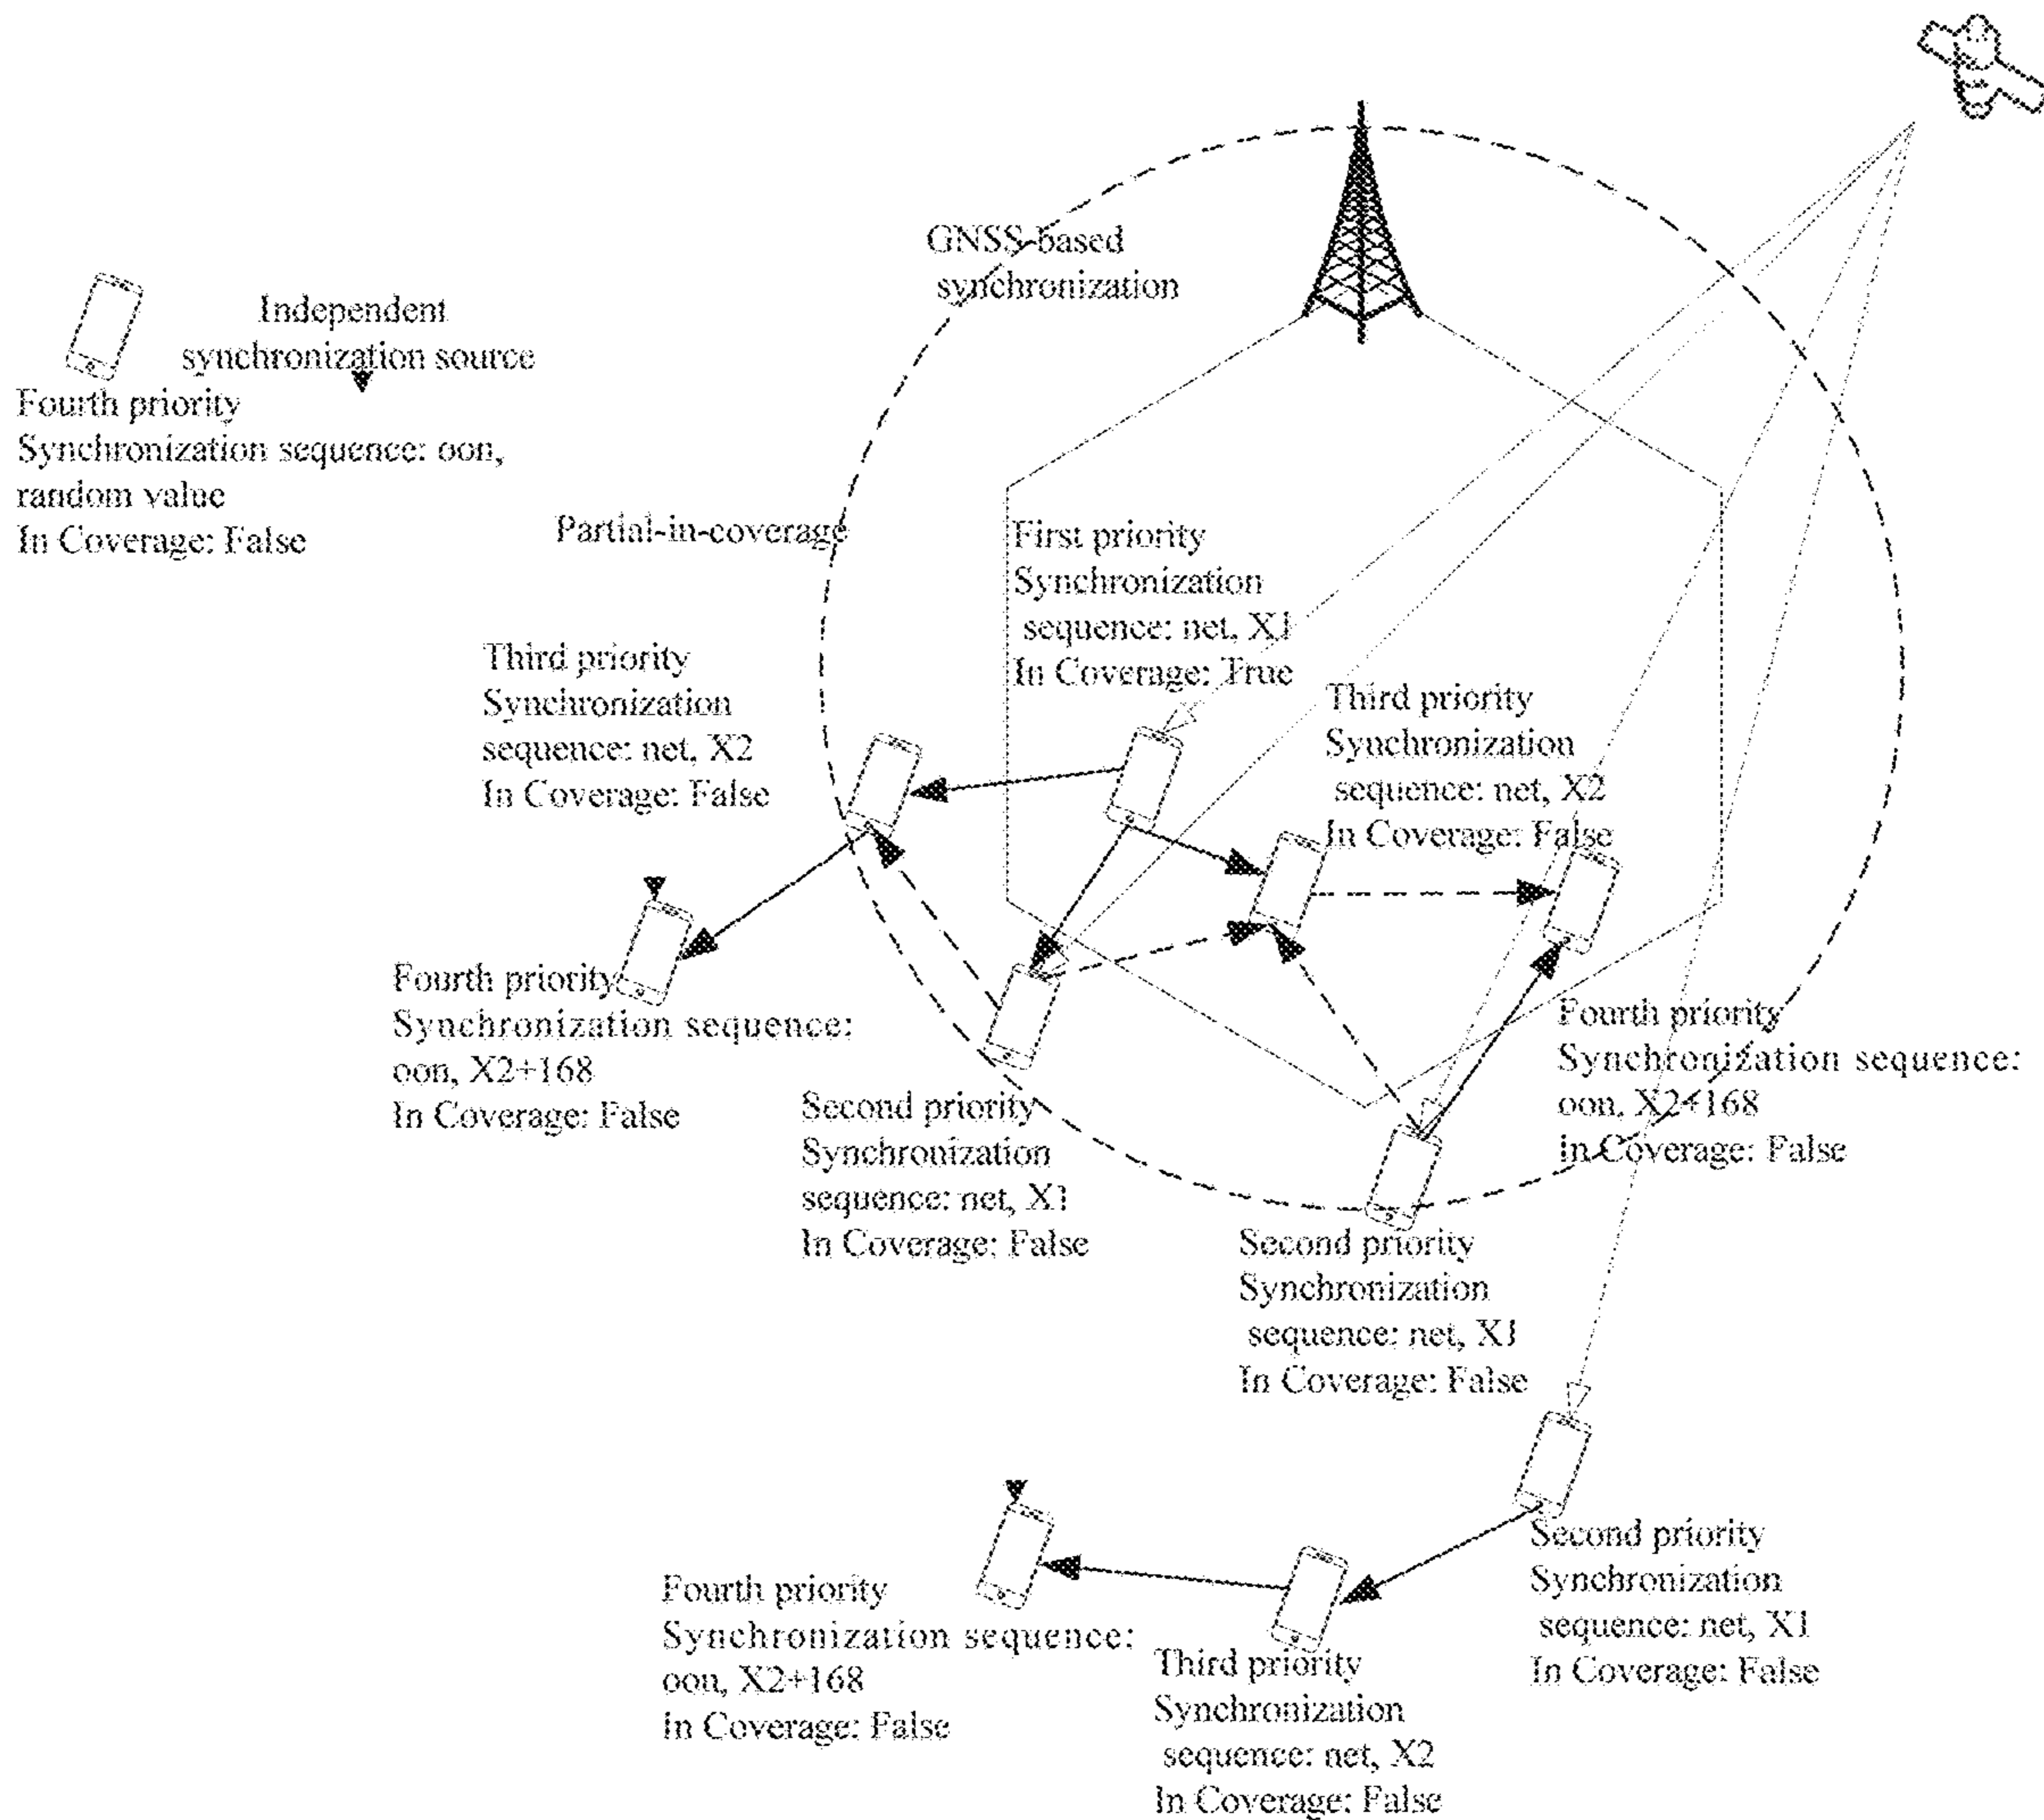 GNSS-based
synchronization
Independent
synchronization source
Fourth priority
Synchronization sequence: oon,
random value
In Coverage: False
Partial-in-coverage
First priority
Synchronization
sequence: net, X1
In Coverage: True
Third priority
Synchronization
sequence: net, X2
In Coverage: False
Third priority
Synchronization
sequence: net, X2
In Coverage: False
Fourth priority
Synchronization sequence:
oon, X2+168
In Coverage: False
Fourth priority
Synchronization sequence:
oon, X2+168
in Coverage: False
Second priority
Synchronization
sequence: net, X1
In Coverage: False
Second priority
Synchronization
sequence: net, X1
In Coverage: False
Second priority
Synchronization
sequence: net, X1
In Coverage: False
Fourth priority
Synchronization sequence:
oon, X2+168
in Coverage: False
Third priority
Synchronization
sequence: net, X2
In Coverage: False